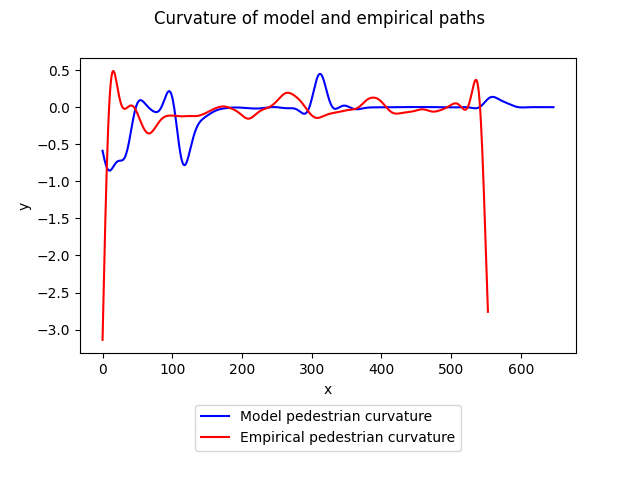 Curvature of model and empirical paths
0.5
0.0
−0.5
−1.0
−1.5
−2.0
−2.5
−3.0
y
0 100 200 300 400 500 600
x
Model pedestrian curvature
Empirical pedestrian curvature